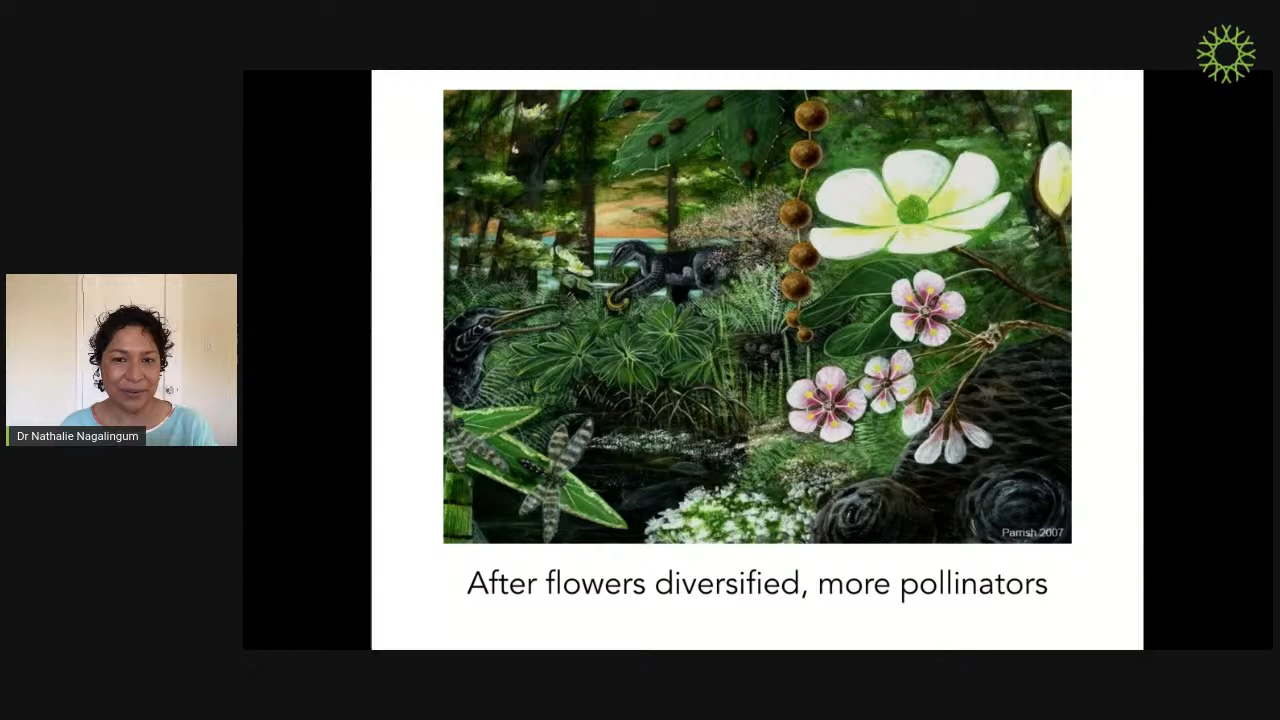 Dr Nathalie Nagalingum
Parrish 2007
After flowers diversified, more pollinators